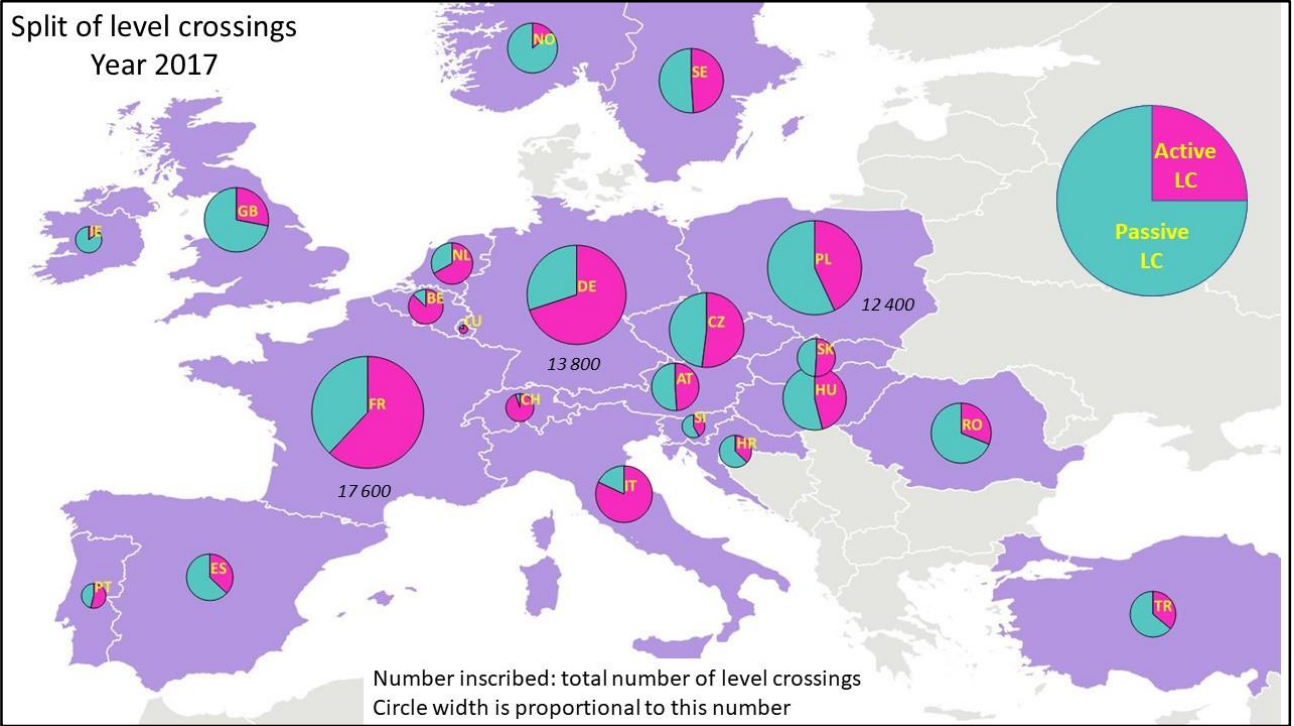 Split of level crossings
Year 2017
NO
SE
Active
LC
Passive
LC
GB
IE
NL
BE
LU
DE
13 800
PL
12 400
CZ
SK
AT
HU
FR
17 600
CH
SI
HR
RO
IT
ES
PT
TR
Number inscribed: total number of level crossings
Circle width is proportional to this number